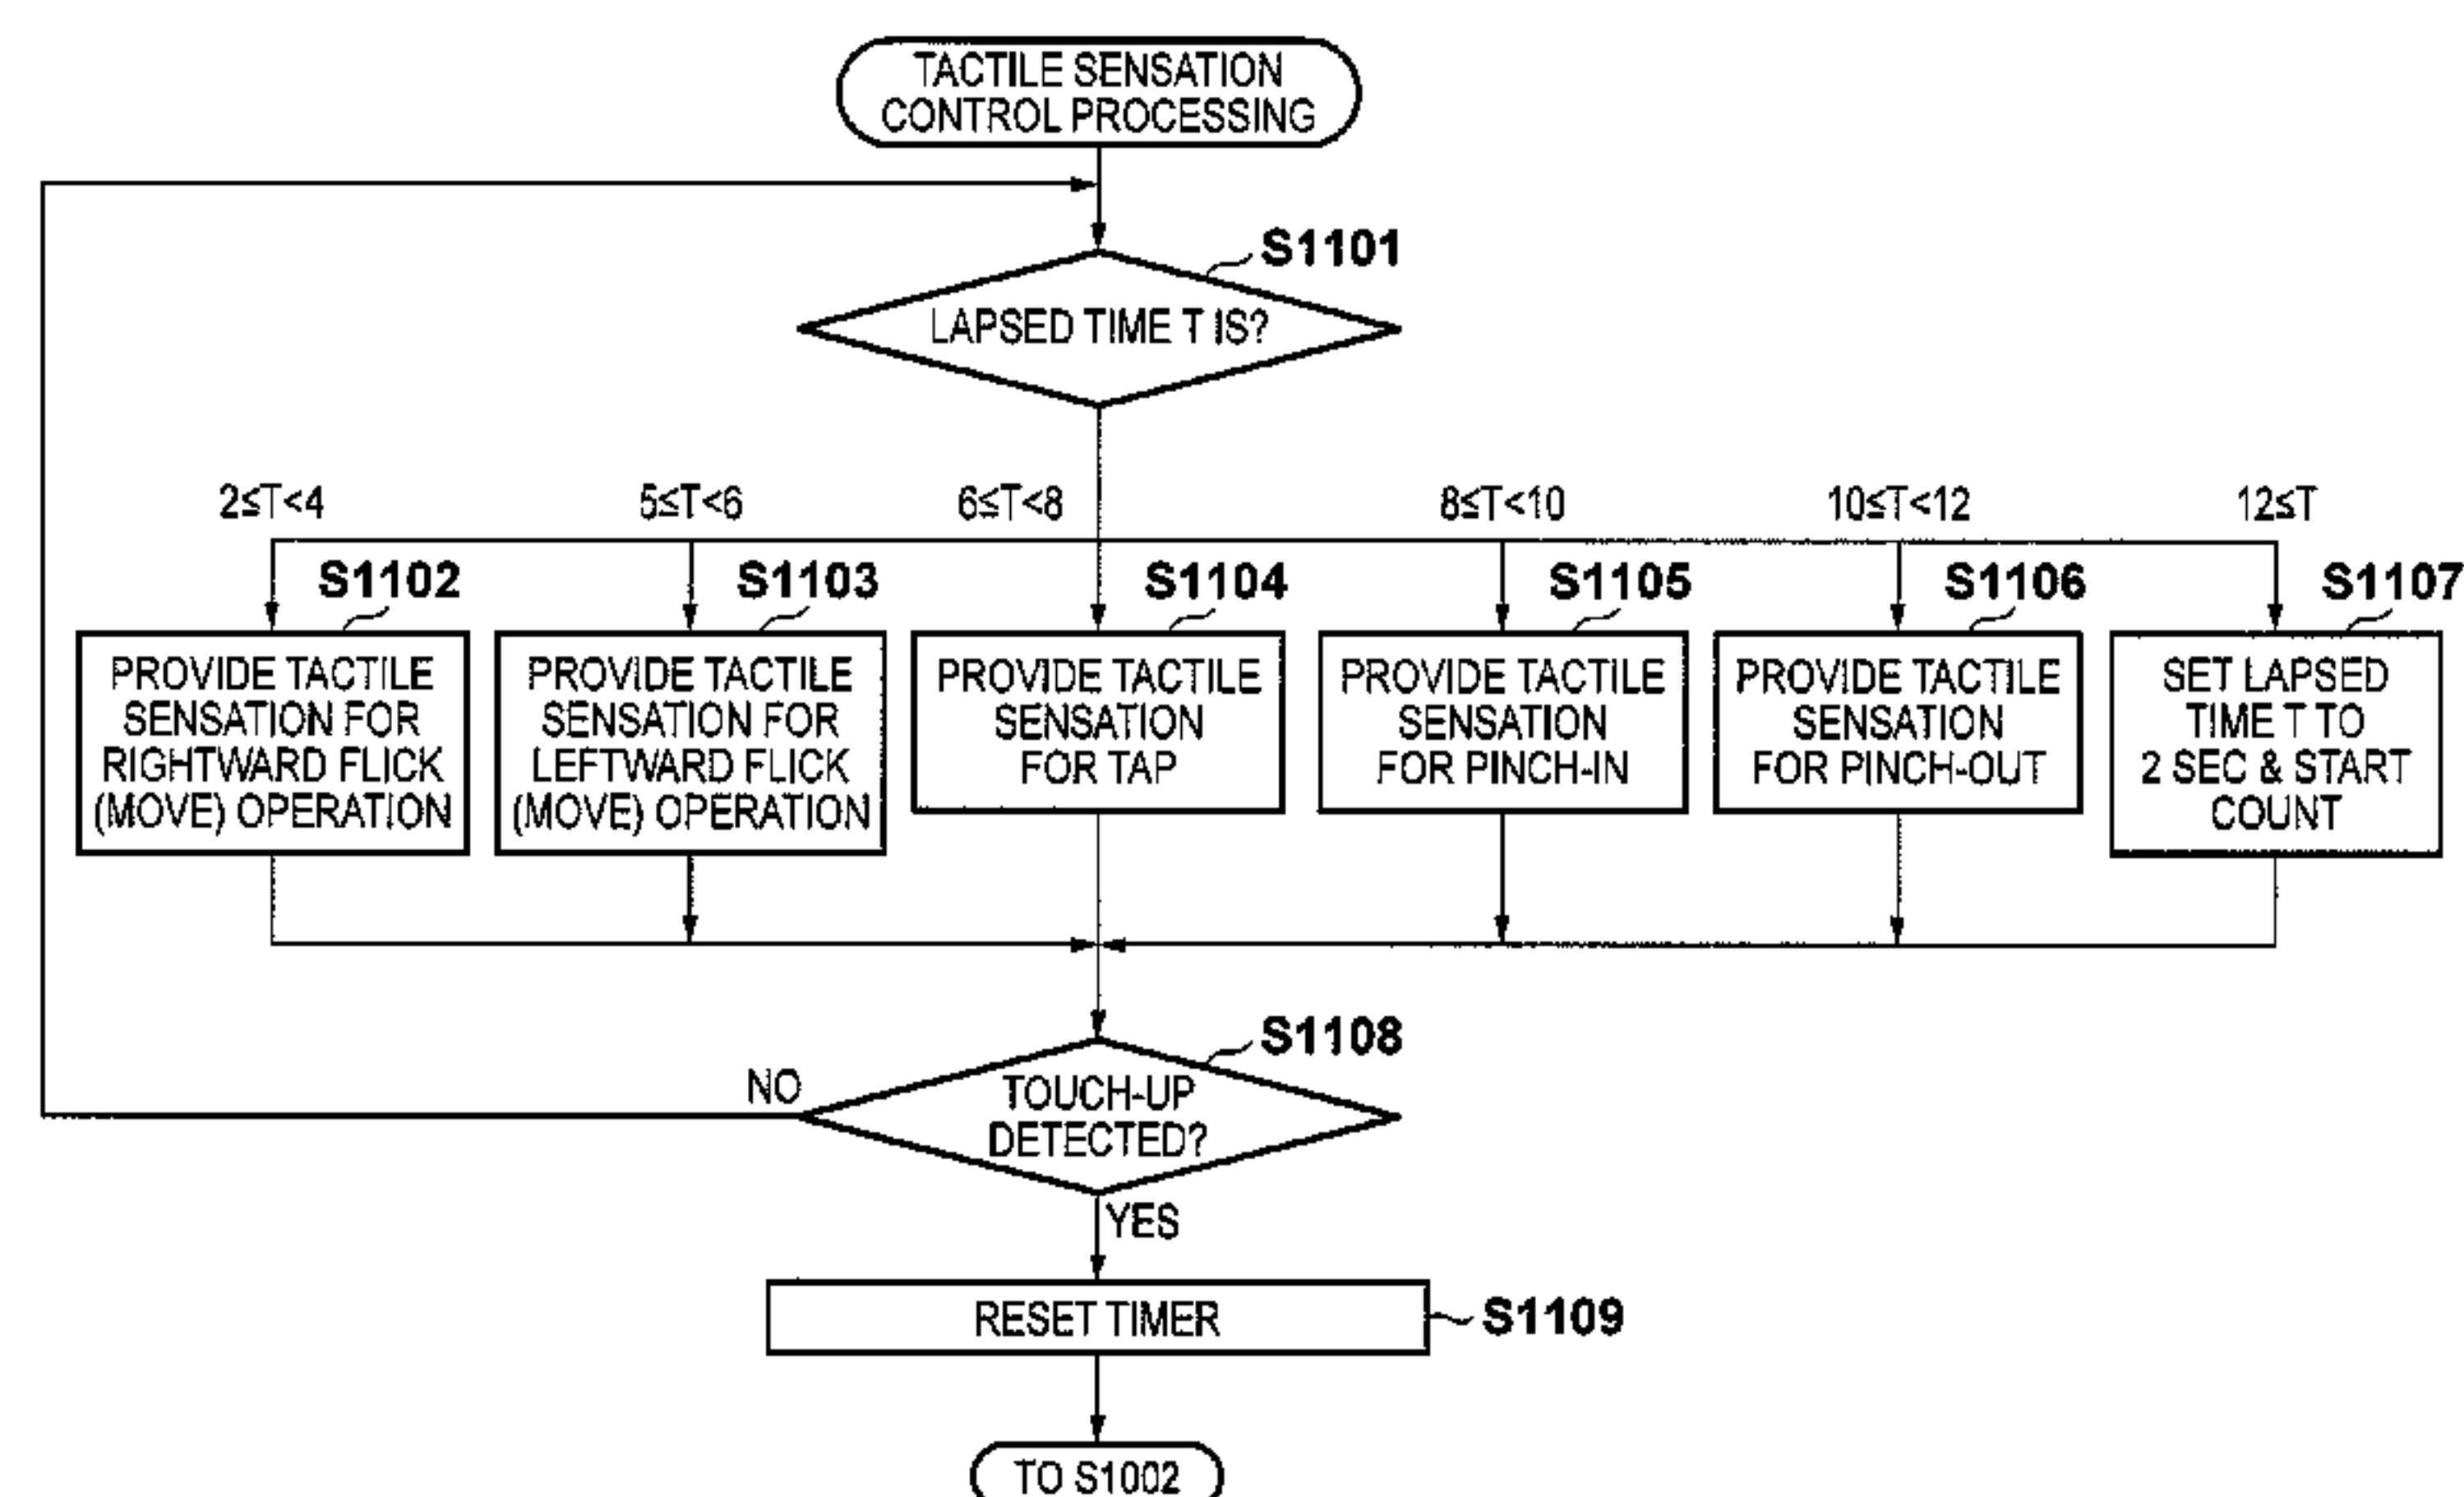 TACTILE SENSATION
CONTROL PROCESSING
S1101
LAPSED TIME T IS?
2≤T<4
5≤T<6
6≤T<8
8≤T<10
10≤T<12
12≤T
S1102
S1103
S1104
S1105
S1106
S1107
PROVIDE TACTILE
SENSATION FOR
RIGHTWARD FLICK
(MOVE) OPERATION
PROVIDE TACTILE
SENSATION FOR
LEFTWARD FLICK
(MOVE) OPERATION
PROVIDE TACTILE
SENSATION
FOR TAP
PROVIDE TACTILE
SENSATION
FOR PINCH-IN
PROVIDE TACTILE
SENSATION
FOR PINCH-OUT
SET LAPSED
TIME T TO
2 SEC & START
COUNT
S1108
NO
TOUCH-UP
DETECTED?
YES
RESET TIMER
S1109
TO S1002